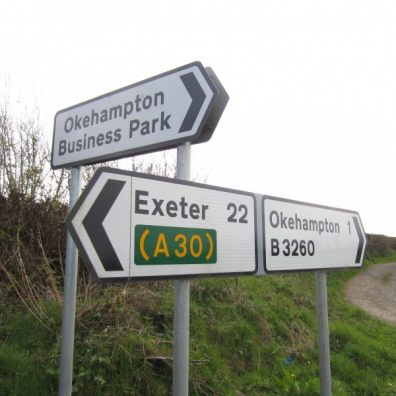 Okehampton
Business Park
Exeter 22
(A30)
Okehampton 1
B3260